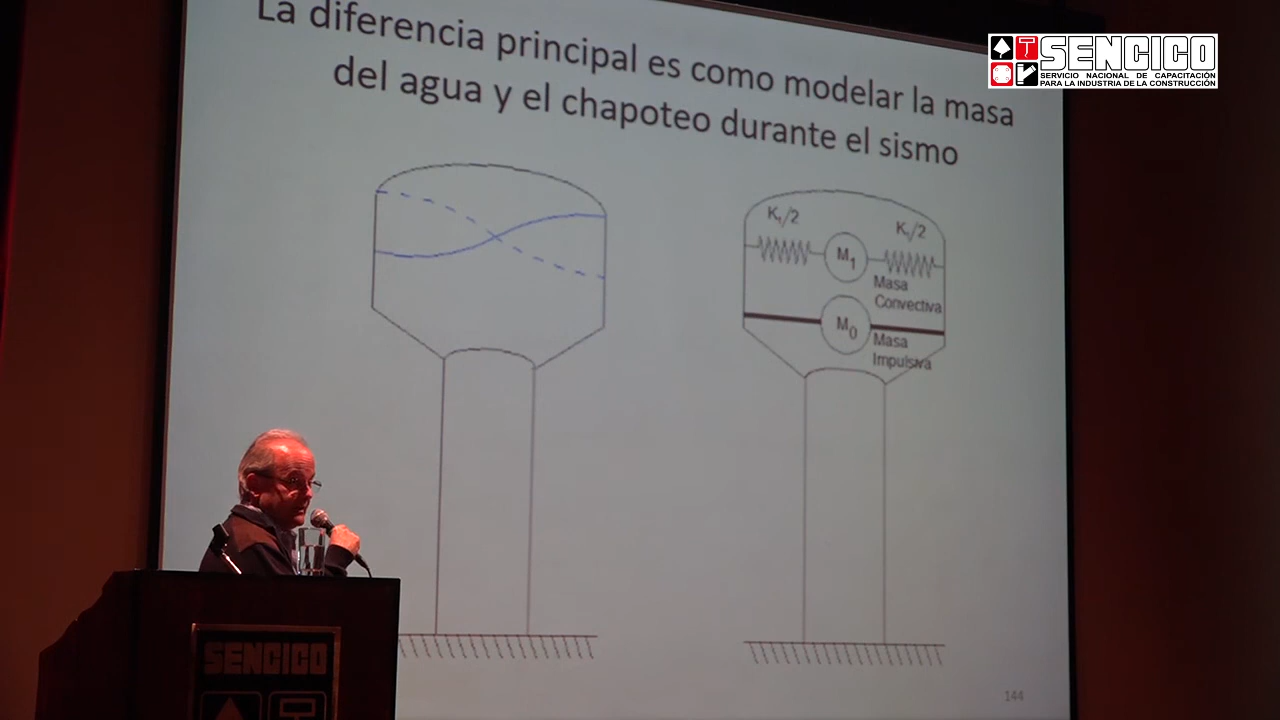 La diferencia principal es como modelar la masa
del agua y el chapoteo durante el sismo
SENCICO
SERVICIO NACIONAL DE CAPACITACIÓN
PARA LA INDUSTRIA DE LA CONSTRUCCIÓN
K₁/2
K₁/2
M₁
Masa
Convectiva
M₀
Masa
Impulsiva
SENCICO
144